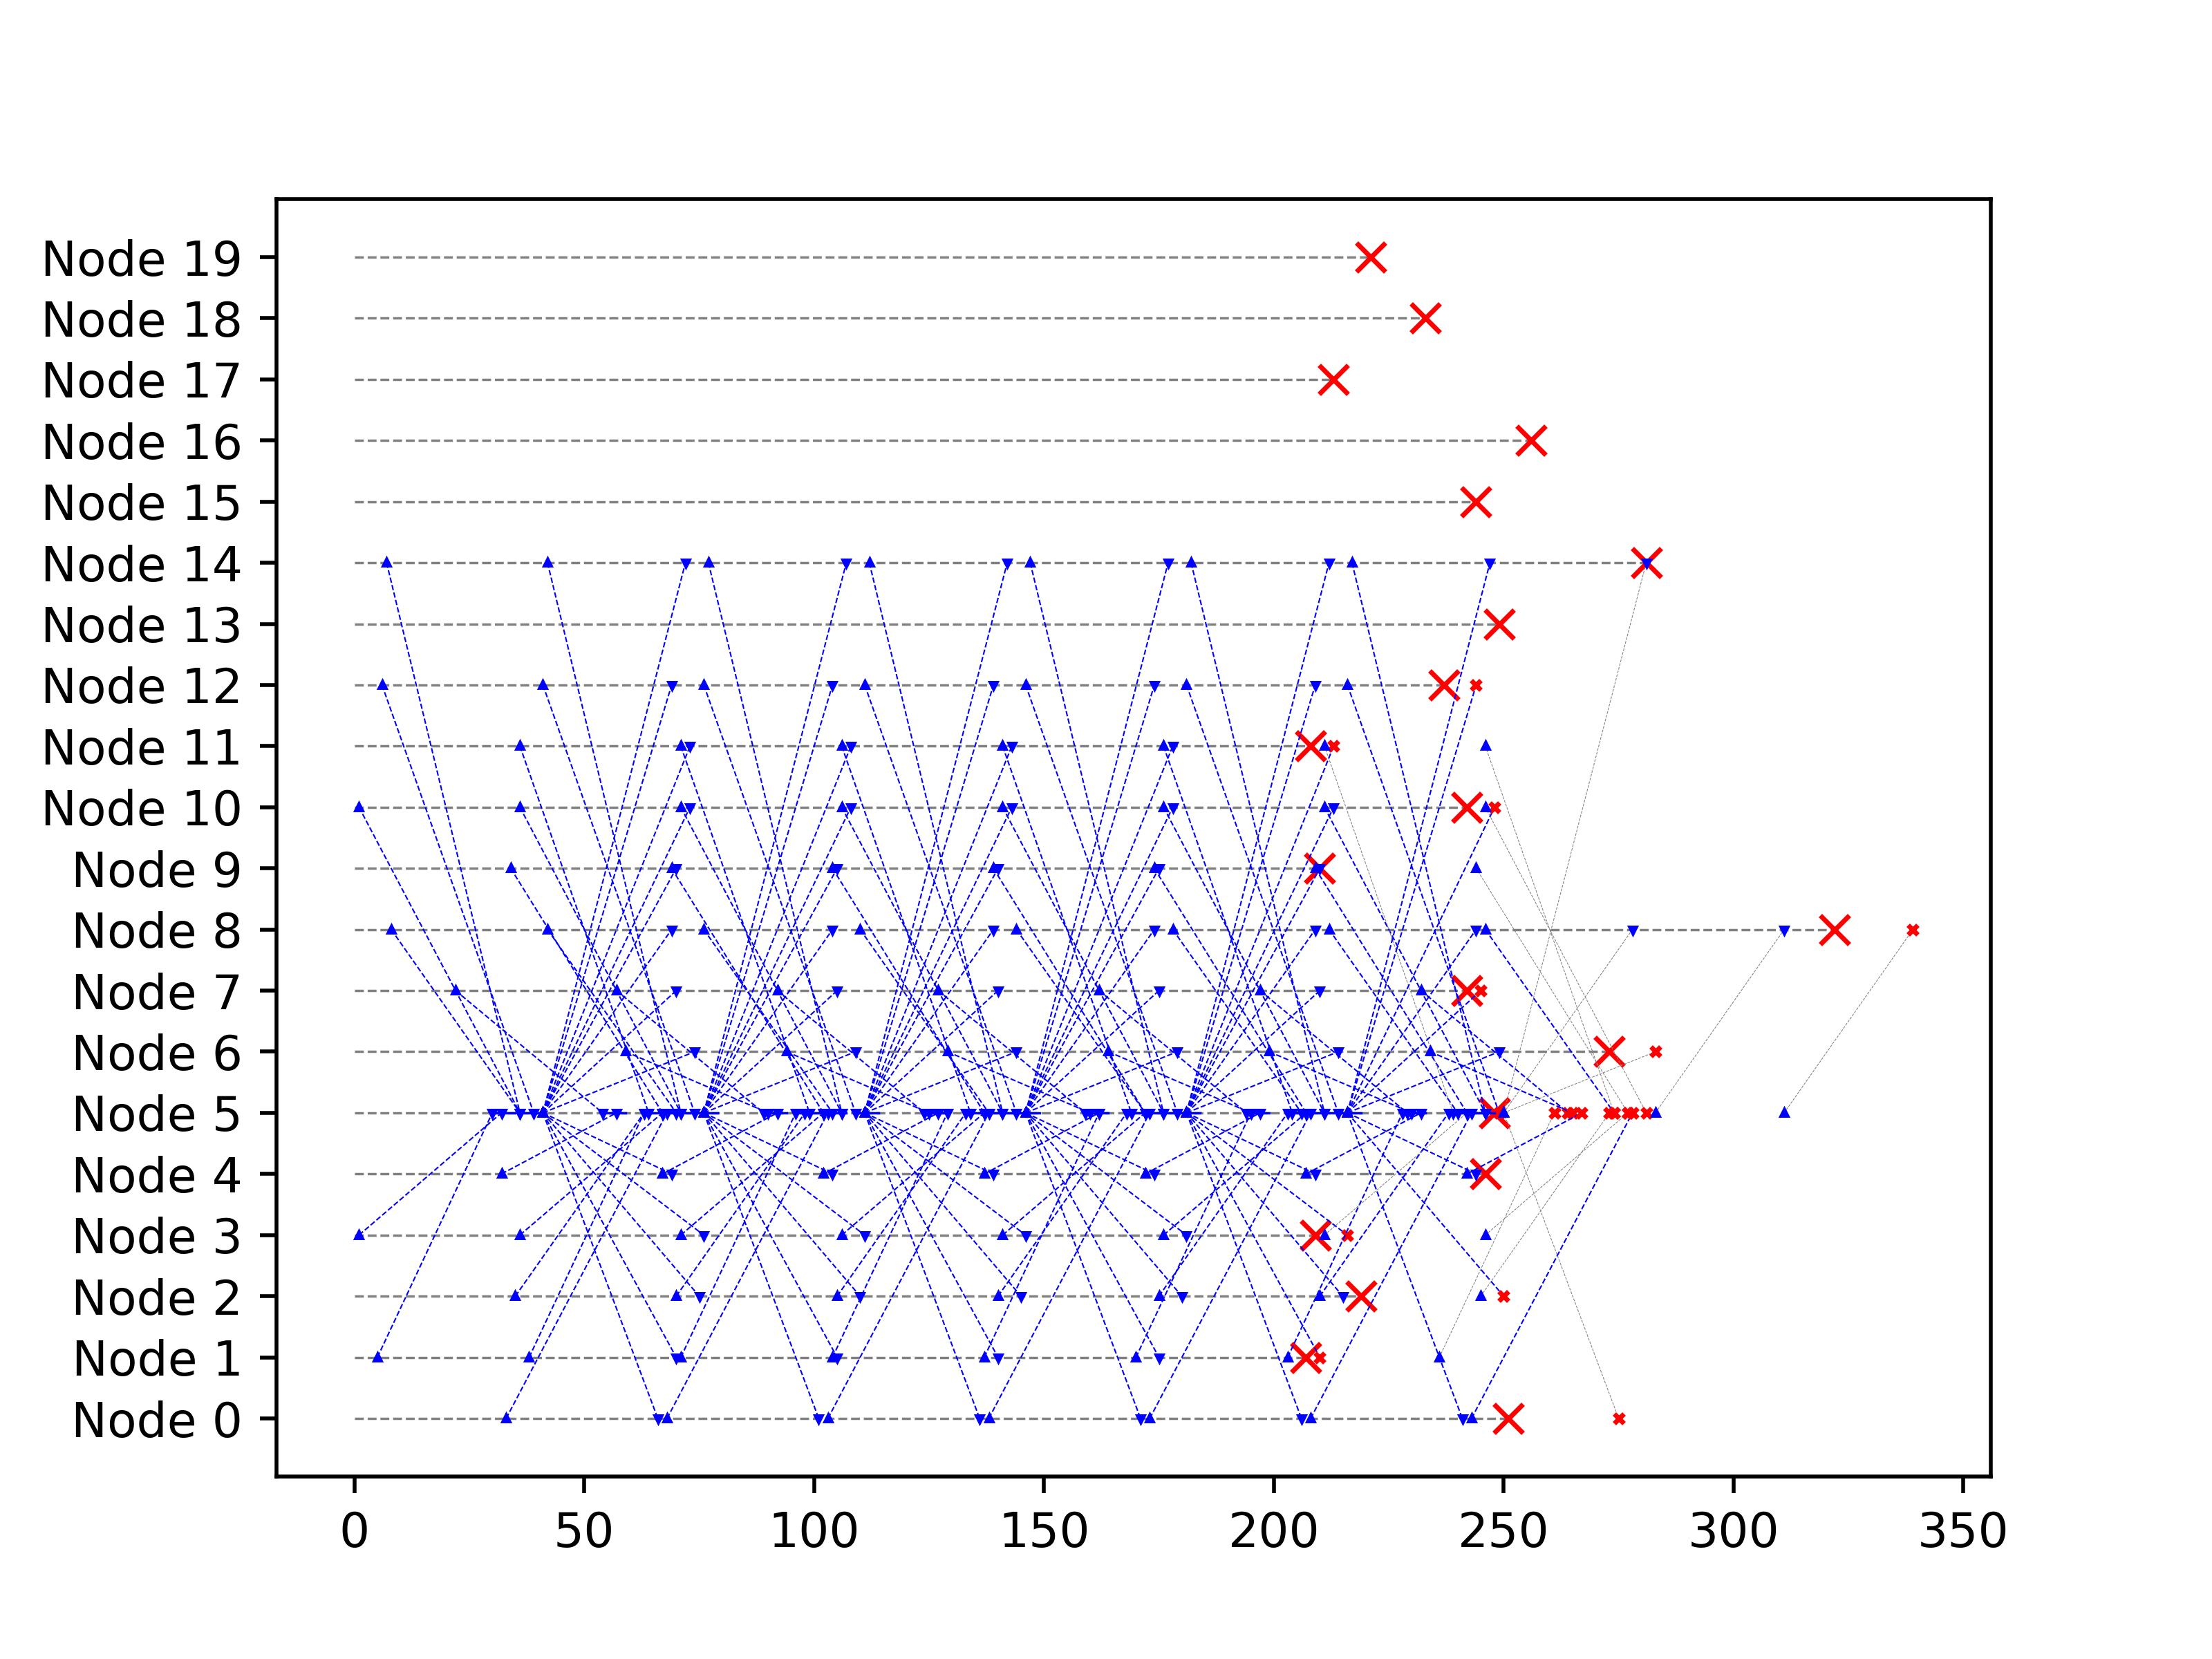 Node 19
Node 18
Node 17
Node 16
Node 15
Node 14
Node 13
Node 12
Node 11
Node 10
Node 9
Node 8
Node 7
Node 6
Node 5
Node 4
Node 3
Node 2
Node 1
Node 0
0 50 100 150 200 250 300 350